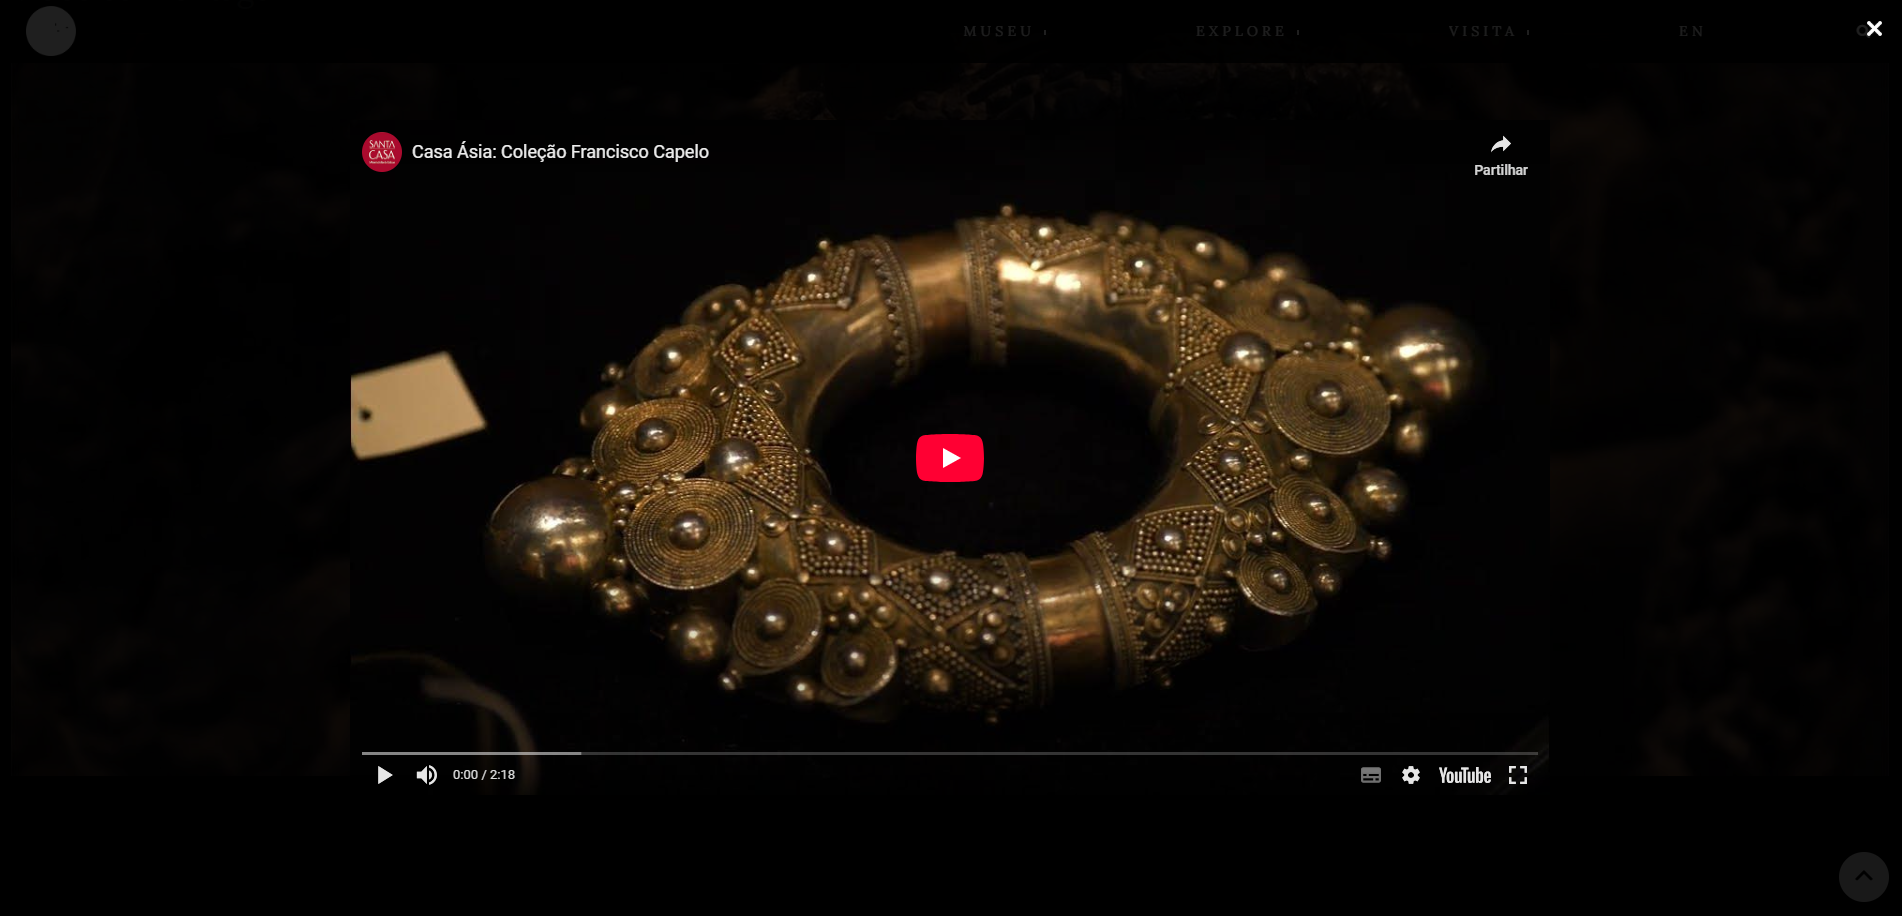 MUSEU
EXPLORE
VISITA
EN
SANTA
CASA
Casa Ásia: Coleção Francisco Capelo
Partilhar
0:00 / 2:18
YouTube